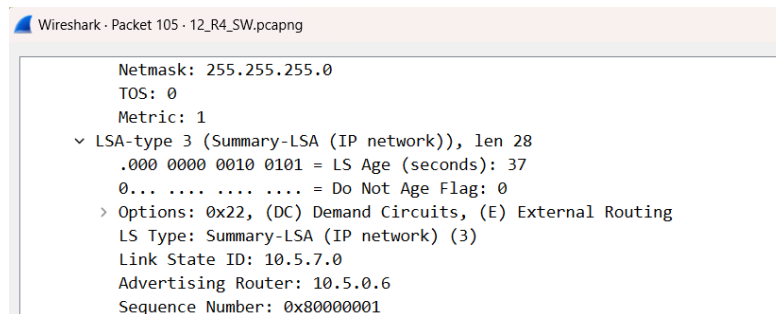 Wireshark · Packet 105 · 12_R4_SW.pcapng
Netmask: 255.255.255.0
TOS: 0
Metric: 1
LSA-type 3 (Summary-LSA (IP network)), len 28
.000 0000 0010 0101 = LS Age (seconds): 37
0... .... .... .... = Do Not Age Flag: 0
Options: 0x22, (DC) Demand Circuits, (E) External Routing
LS Type: Summary-LSA (IP network) (3)
Link State ID: 10.5.7.0
Advertising Router: 10.5.0.6
Sequence Number: 0x80000001